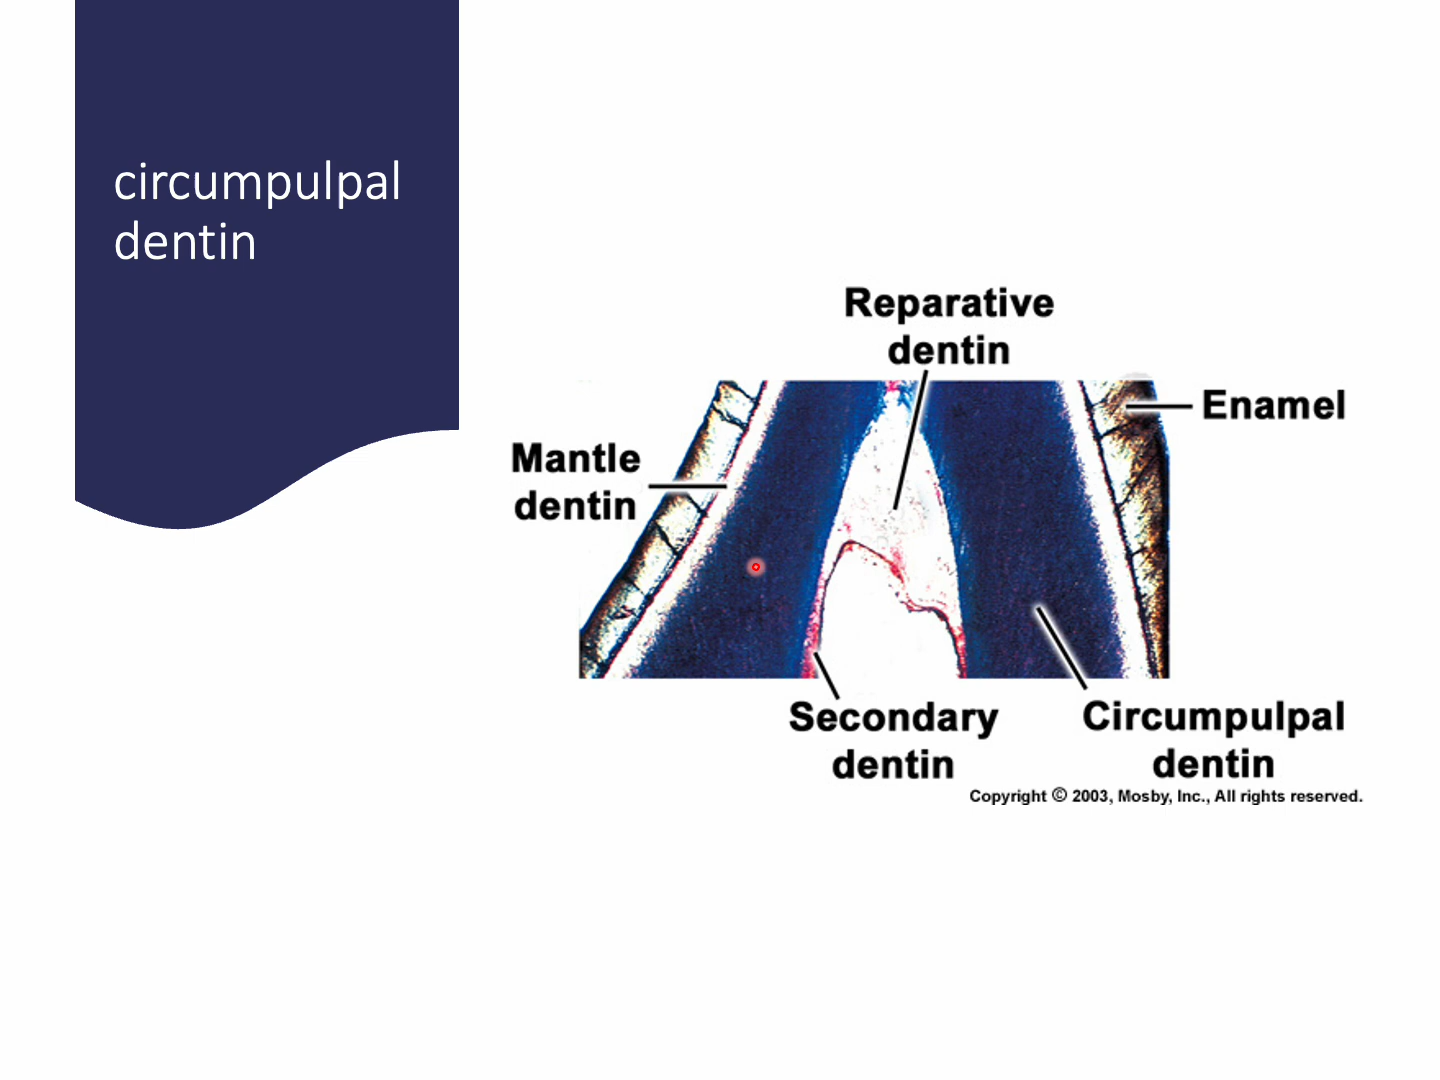 circumpulpal
dentin
Reparative
dentin
Enamel
Mantle
dentin
Secondary
dentin
Circumpulpal
dentin
Copyright © 2003, Mosby, Inc., All rights reserved.